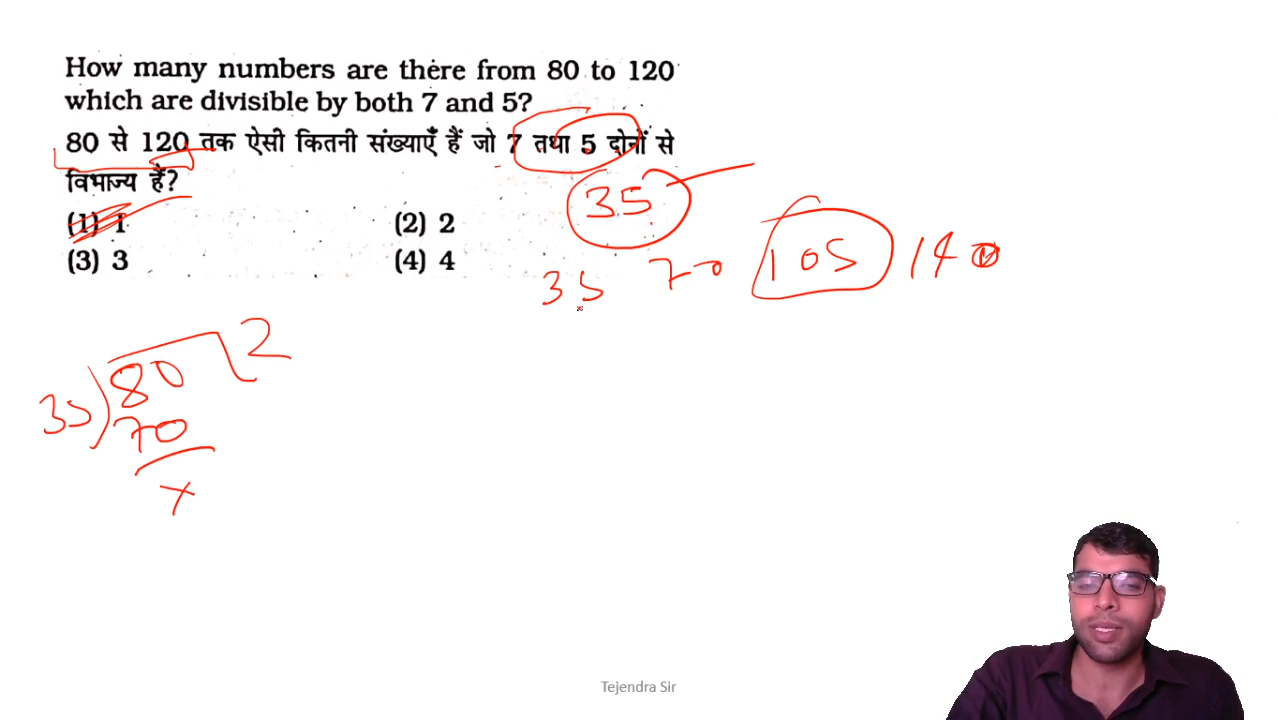 How many numbers are there from 80 to 120
which are divisible by both 7 and 5?
80 से 120 तक ऐसी कितनी संख्याएँ हैं जो 7 तथा 5 दोनों से
विभाज्य हैं?
35
(1) 1 (2) 2
(3) 3 (4) 4
35 70 105 140
35)80(2
70
x
Tejendra Sir